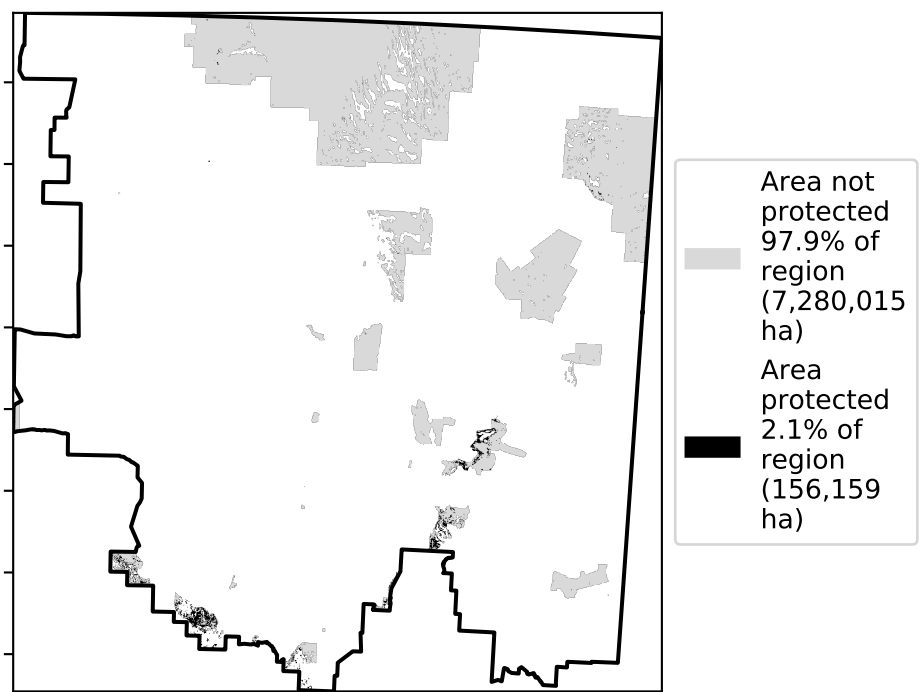 Area not
protected
97.9% of
region
(7,280,015
ha)
Area
protected
2.1% of
region
(156,159
ha)